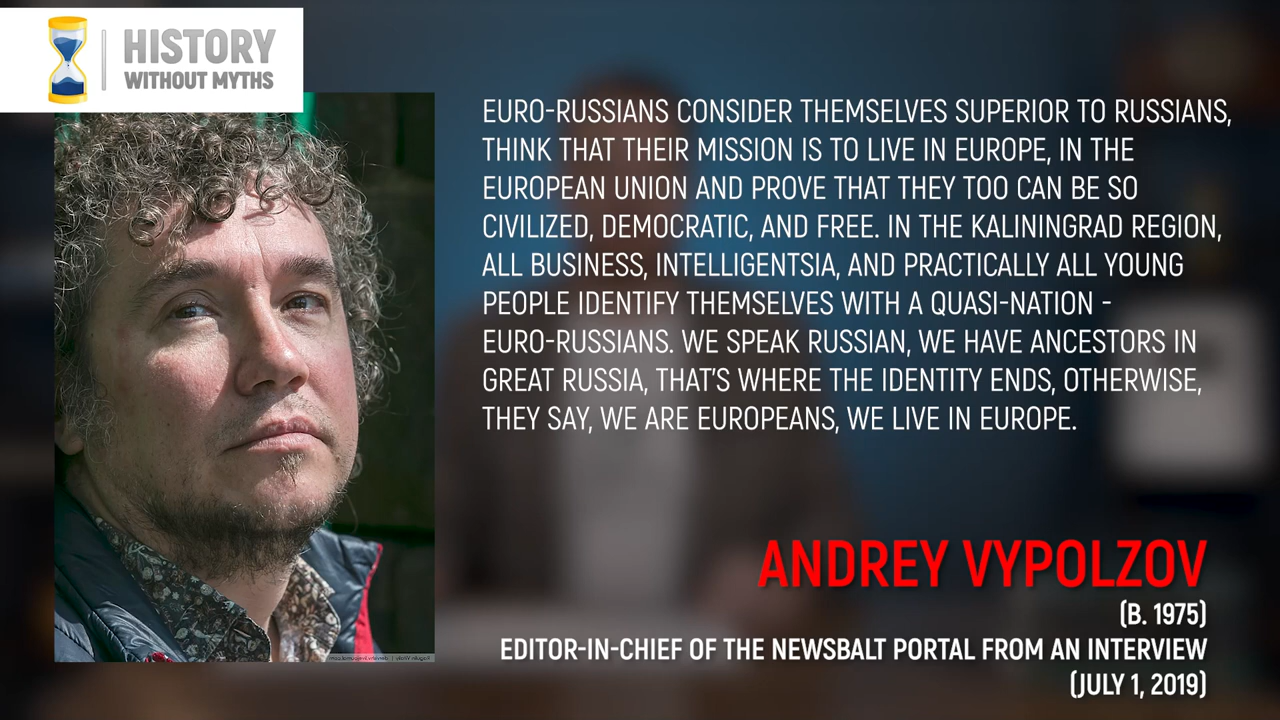 HISTORY
WITHOUT MYTHS
EURO-RUSSIANS CONSIDER THEMSELVES SUPERIOR TO RUSSIANS,
THINK THAT THEIR MISSION IS TO LIVE IN EUROPE, IN THE
EUROPEAN UNION AND PROVE THAT THEY TOO CAN BE SO
CIVILIZED, DEMOCRATIC, AND FREE. IN THE KALININGRAD REGION,
ALL BUSINESS, INTELLIGENTSIA, AND PRACTICALLY ALL YOUNG
PEOPLE IDENTIFY THEMSELVES WITH A QUASI-NATION -
EURO-RUSSIANS. WE SPEAK RUSSIAN, WE HAVE ANCESTORS IN
GREAT RUSSIA, THAT'S WHERE THE IDENTITY ENDS, OTHERWISE,
THEY SAY, WE ARE EUROPEANS, WE LIVE IN EUROPE.
ANDREY VYPOLZOV
(B. 1975)
EDITOR-IN-CHIEF OF THE NEWSBALT PORTAL FROM AN INTERVIEW
(JULY 1, 2019)